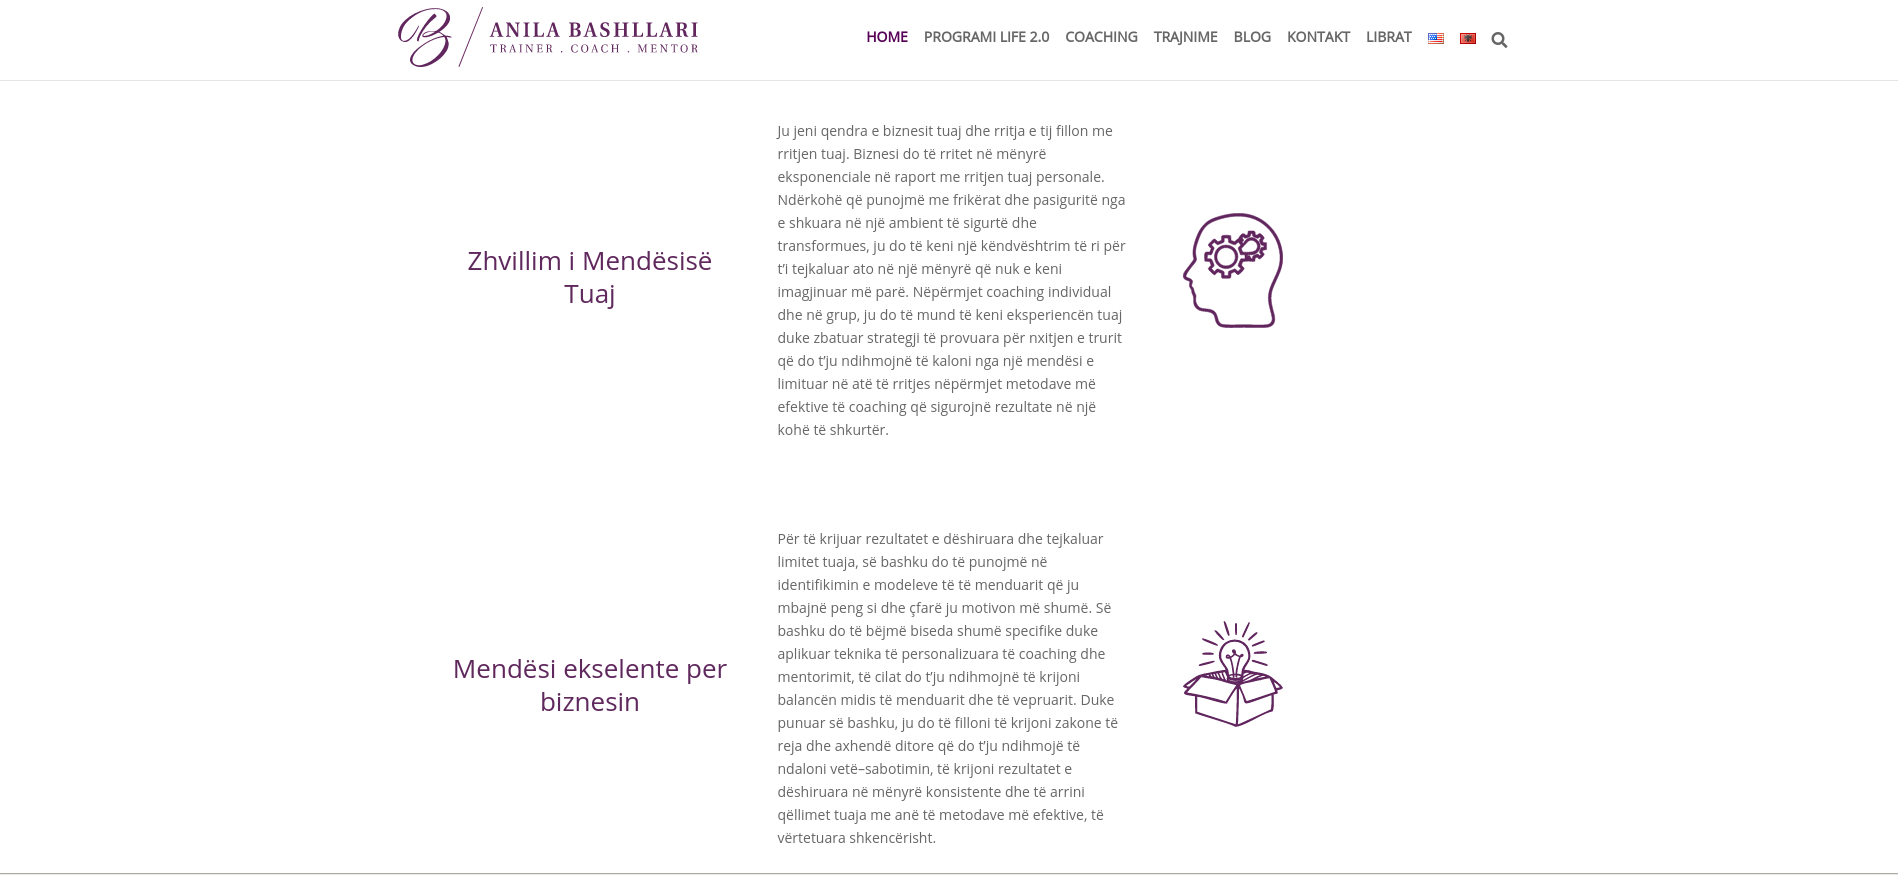 B ANILA BASHLLARI
TRAINER . COACH . MENTOR
HOME PROGRAMI LIFE 2.0 COACHING TRAJNIME BLOG KONTAKT LIBRAT
Zhvillim i Mendësisë
Tuaj
Ju jeni qendra e biznesit tuaj dhe rritja e tij fillon me
rritjen tuaj. Biznesi do të rritet në mënyrë
eksponenciale në raport me rritjen tuaj personale.
Ndërkohë që punojmë me frikërat dhe pasiguritë nga
e shkuara në një ambient të sigurtë dhe
transformues, ju do të keni një këndvështrim të ri për
t’i tejkaluar ato në një mënyrë që nuk e keni
imagjinuar më parë. Nëpërmjet coaching individual
dhe në grup, ju do të mund të keni eksperiencën tuaj
duke zbatuar strategji të provuara për nxitjen e trurit
që do t’ju ndihmojnë të kaloni nga një mendësi e
limituar në atë të rritjes nëpërmjet metodave më
efektive të coaching që sigurojnë rezultate në një
kohë të shkurtër.
Mendësi ekselente per
biznesin
Për të krijuar rezultatet e dëshiruara dhe tejkaluar
limitet tuaja, së bashku do të punojmë në
identifikimin e modeleve të të menduarit që ju
mbajnë peng si dhe çfarë ju motivon më shumë. Së
bashku do të bëjmë biseda shumë specifike duke
aplikuar teknika të personalizuara të coaching dhe
mentorimit, të cilat do t’ju ndihmojnë të krijoni
balancën midis të menduarit dhe të vepruarit. Duke
punuar së bashku, ju do të filloni të krijoni zakone të
reja dhe axhendë ditore që do t’ju ndihmojë të
ndaloni vetë–sabotimin, të krijoni rezultatet e
dëshiruara në mënyrë konsistente dhe të arrini
qëllimet tuaja me anë të metodave më efektive, të
vërtetuara shkencërisht.